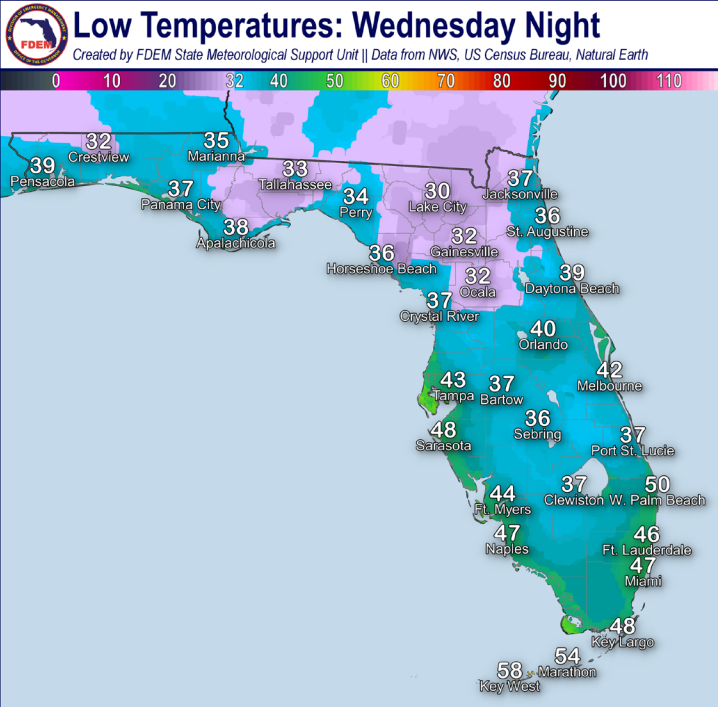 Low Temperatures: Wednesday Night
Created by FDEM State Meteorological Support Unit || Data from NWS, US Census Bureau, Natural Earth
FDEM
0 10 20 32 40 50 60 70 80 90 100 110
32
Crestview
35
Marianna
39
Pensacola
37
Panama City
33
Tallahassee
38
Apalachicola
34
Perry
30
Lake City
37
Jacksonville
36
St. Augustine
32
Gainesville
36
Horseshoe Beach
32
Ocala
39
Daytona Beach
37
Crystal River
40
Orlando
42
Melbourne
43
Tampa
37
Bartow
36
Sebring
48
Sarasota
37
Port St. Lucie
44
Ft. Myers
37
Clewiston
50
W. Palm Beach
47
Naples
46
Ft. Lauderdale
47
Miami
48
Key Largo
54
Marathon
58
Key West